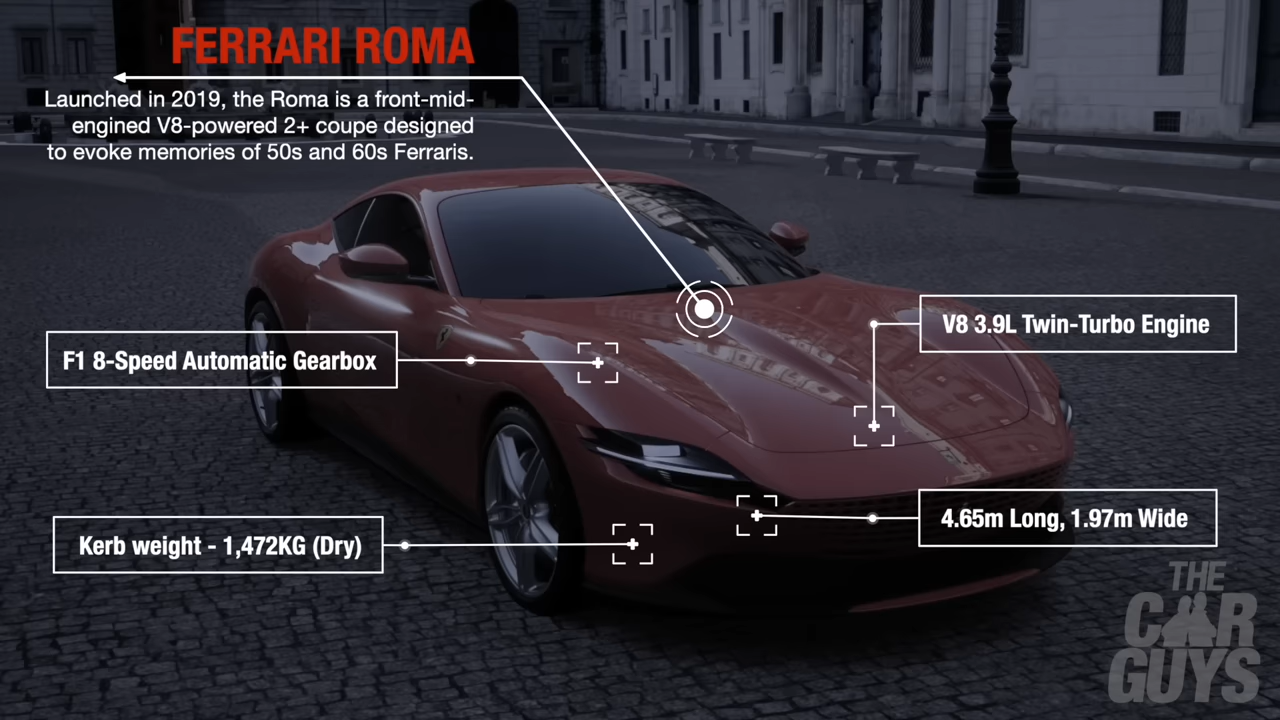 FERRARI ROMA
Launched in 2019, the Roma is a front-mid-
engined V8-powered 2+ coupe designed
to evoke memories of 50s and 60s Ferraris.
V8 3.9L Twin-Turbo Engine
F1 8-Speed Automatic Gearbox
4.65m Long, 1.97m Wide
Kerb weight - 1,472KG (Dry)
THE
CAR
GUYS